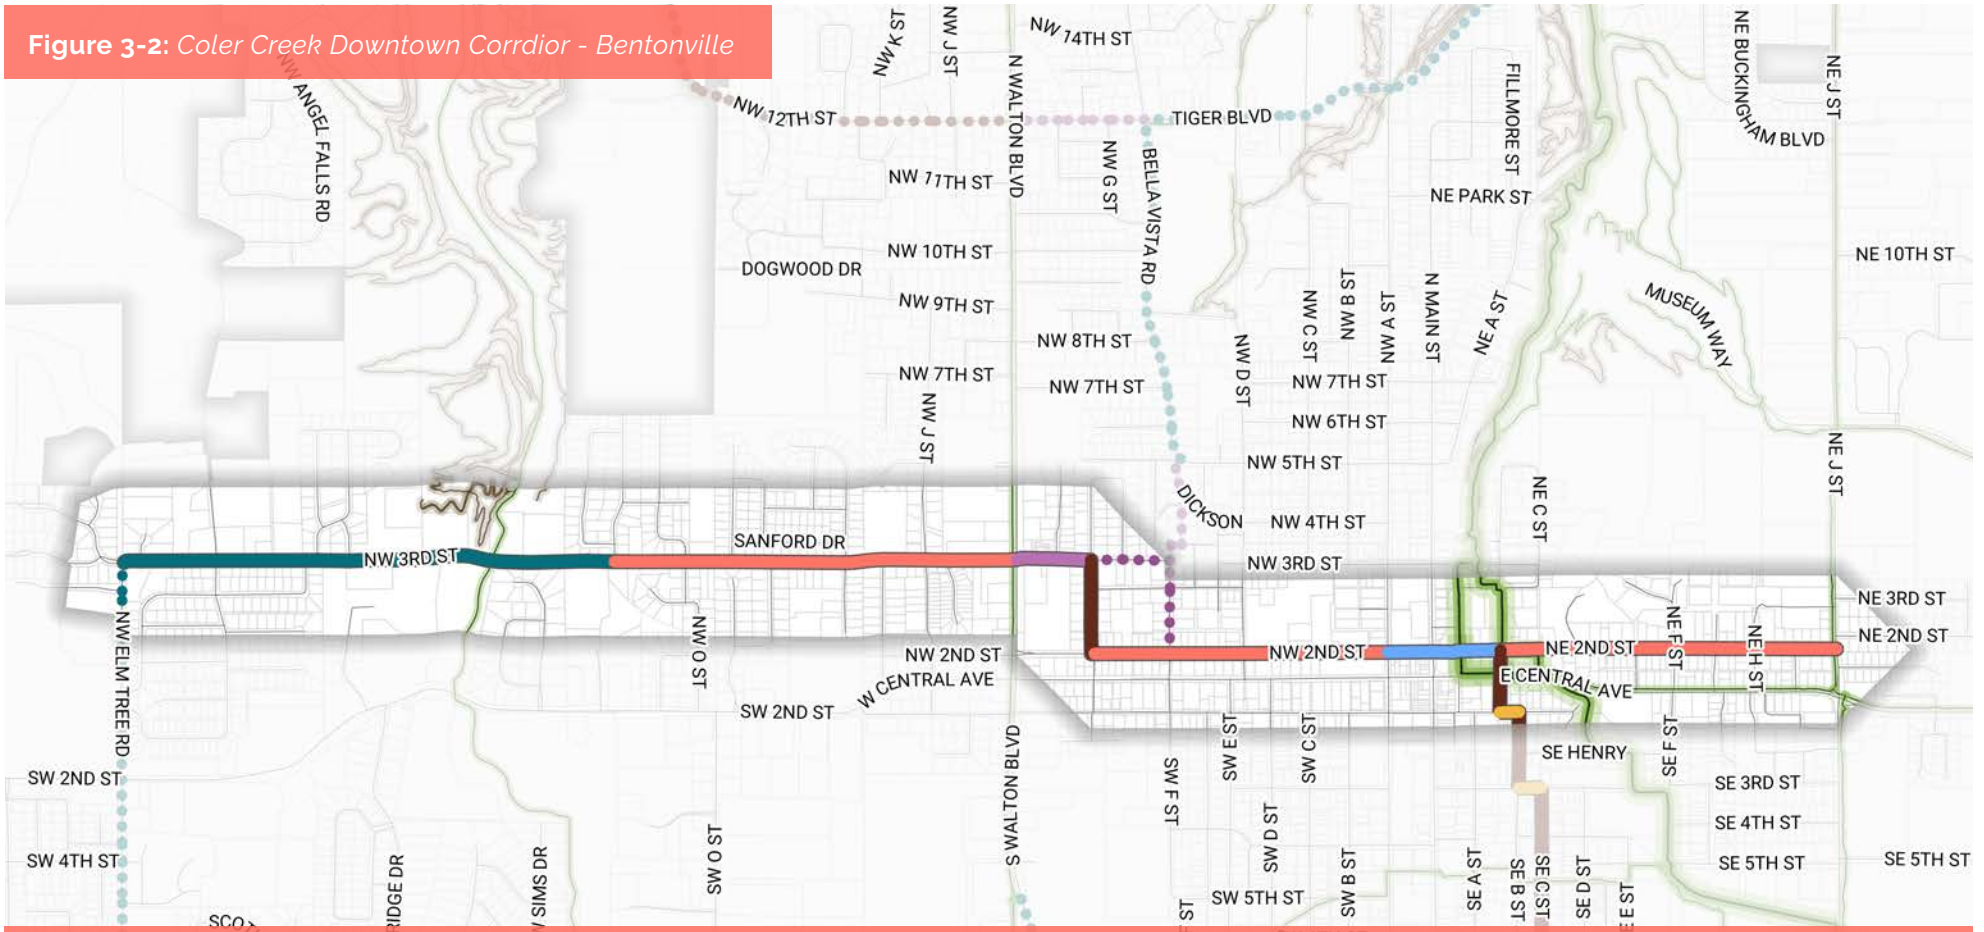 Figure 3-2: Coler Creek Downtown Corrdior - Bentonville
NW K ST
NW J ST
NW 14TH ST
N WALTON BLVD
NE BUCKINGHAM BLVD
NE J ST
FILLMORE ST
NW ANGEL FALLS RD
NW 12TH ST
TIGER BLVD
NW 11TH ST
NW G ST
BELLA VISTA RD
NE PARK ST
NW 10TH ST
NE 10TH ST
DOGWOOD DR
NW 9TH ST
NW C ST
NW B ST
NW A ST
N MAIN ST
NE A ST
MUSEUM WAY
NW 8TH ST
NW D ST
NW 7TH ST
NW 7TH ST
NW 7TH ST
NW J ST
NW 6TH ST
NW 5TH ST
NE J ST
NE C ST
DICKSON
NW 4TH ST
SANFORD DR
NW 3RD ST
NW 3RD ST
NE 3RD ST
NW ELM TREE RD
NW O ST
NE F ST
NE H ST
NE 2ND ST
NW 2ND ST
NW 2ND ST
NE 2ND ST
W CENTRAL AVE
E CENTRAL AVE
SW 2ND ST
SW E ST
SW C ST
SE F ST
SE HENRY
SW 2ND ST
S WALTON BLVD
SW F ST
SE 3RD ST
SW D ST
SE 4TH ST
SW 4TH ST
RIDGE DR
W SIMS DR
SW O ST
SW B ST
SE A ST
SE B ST
SE C ST
SE D ST
SE 5TH ST
SE 5TH ST
SW 5TH ST
F ST
E E ST